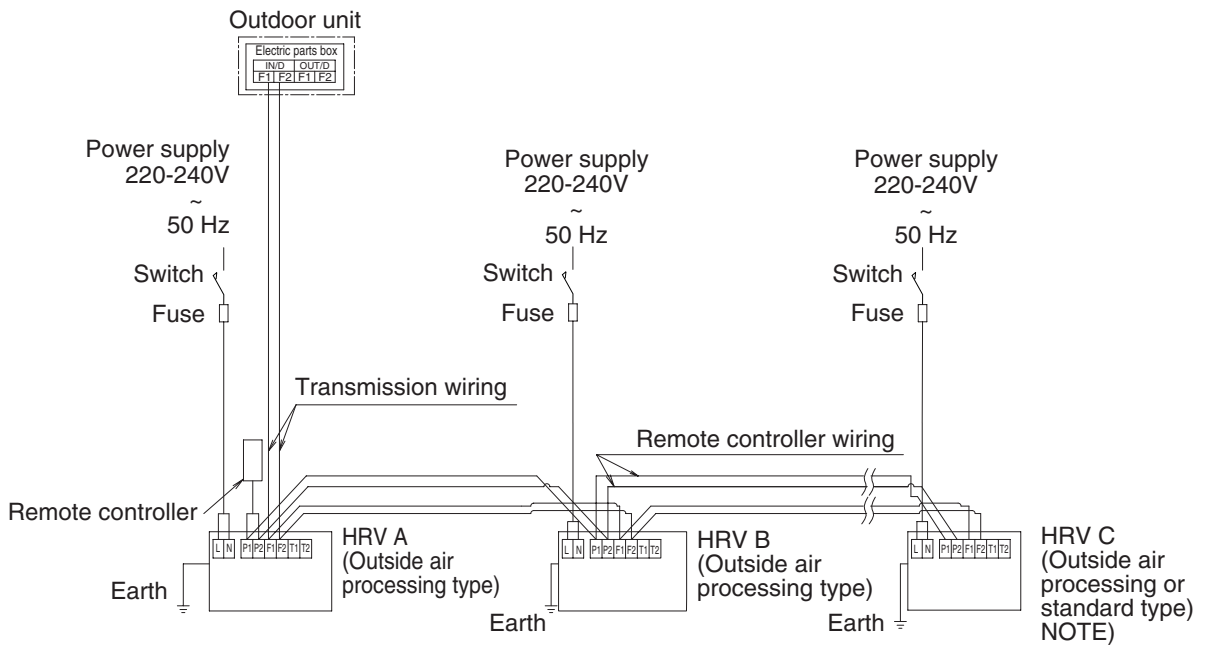 Outdoor unit
Electric parts box
IN/D OUT/D
F1 F2 F1 F2
Power supply
220-240V
~
50 Hz
Switch
Fuse
Power supply
220-240V
~
50 Hz
Switch
Fuse
Power supply
220-240V
~
50 Hz
Switch
Fuse
Transmission wiring
Remote controller wiring
Remote controller
L N P1 P2 F1 F2 T1 T2
HRV A
(Outside air
processing type)
Earth
L N P1 P2 F1 F2 T1 T2
HRV B
(Outside air
processing type)
Earth
L N P1 P2 F1 F2 T1 T2
HRV C
(Outside air
processing or
standard type)
NOTE)
Earth